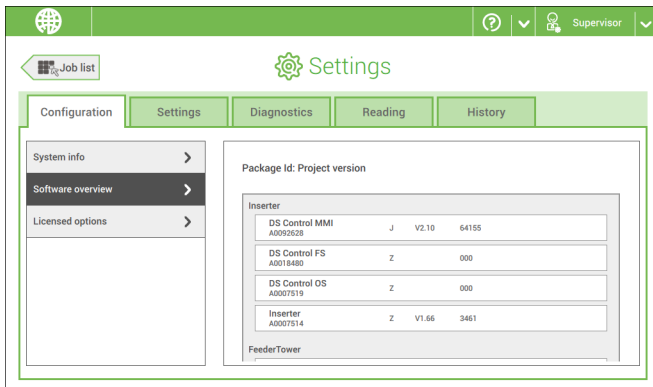 Supervisor
Job list
Settings
Configuration Settings Diagnostics Reading History
System info
Software overview
Licensed options
Package Id: Project version
Inserter
DS Control MMI J V2.10 64155
A0092628
DS Control FS Z 000
A0018480
DS Control OS Z 000
A0007519
Inserter Z V1.66 3461
A0007514
FeederTower